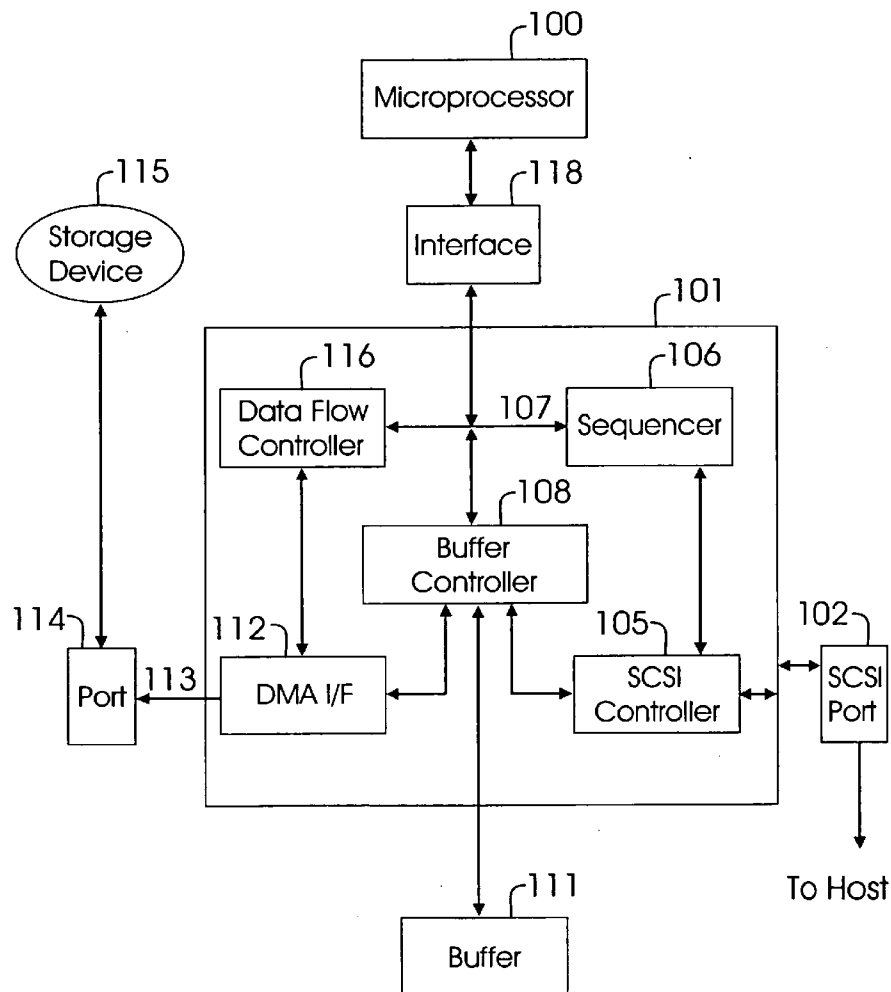 100
Microprocessor
118
Interface
115
Storage
Device
101
116
Data Flow
Controller
107
106
Sequencer
108
Buffer
Controller
114
Port
113
112
DMA I/F
105
SCSI
Controller
102
SCSI
Port
To Host
111
Buffer